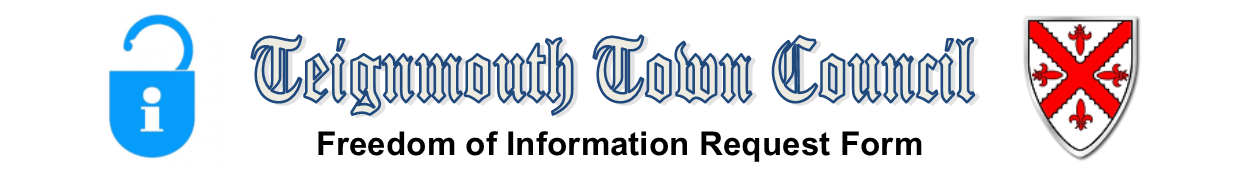 Teignmouth Town Council
i
Freedom of Information Request Form